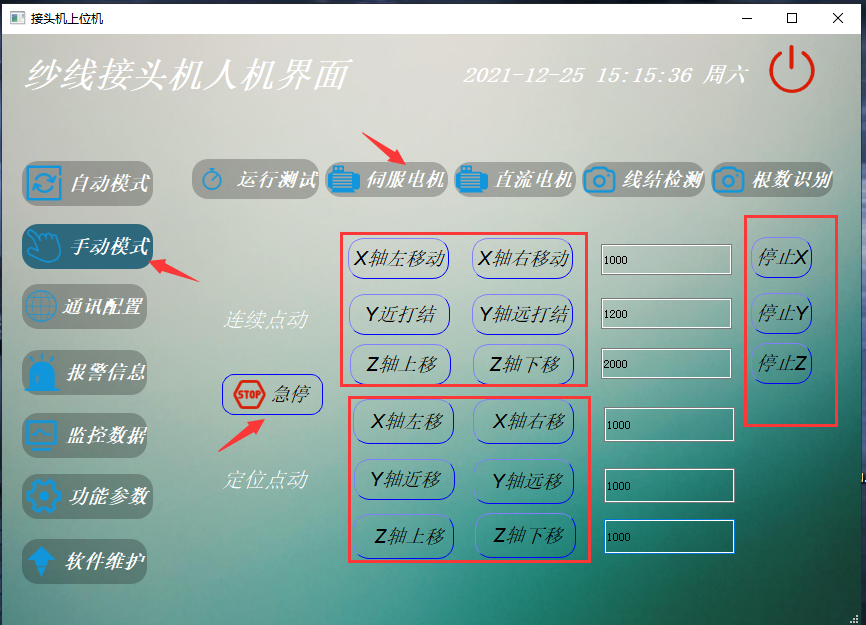 接头机上位机
纱线接头机人机界面
2021-12-25 15:15:36 周六
自动模式
运行测试
伺服电机
直流电机
线结检测
根数识别
手动模式
X轴左移动
X轴右移动
1000
停止X
通讯配置
连续点动
Y近打结
Y轴远打结
1200
停止Y
报警信息
Z轴上移
Z轴下移
2000
停止Z
STOP 急停
监控数据
X轴左移
X轴右移
1000
功能参数
定位点动
Y轴近移
Y轴远移
1000
软件维护
Z轴上移
Z轴下移
1000